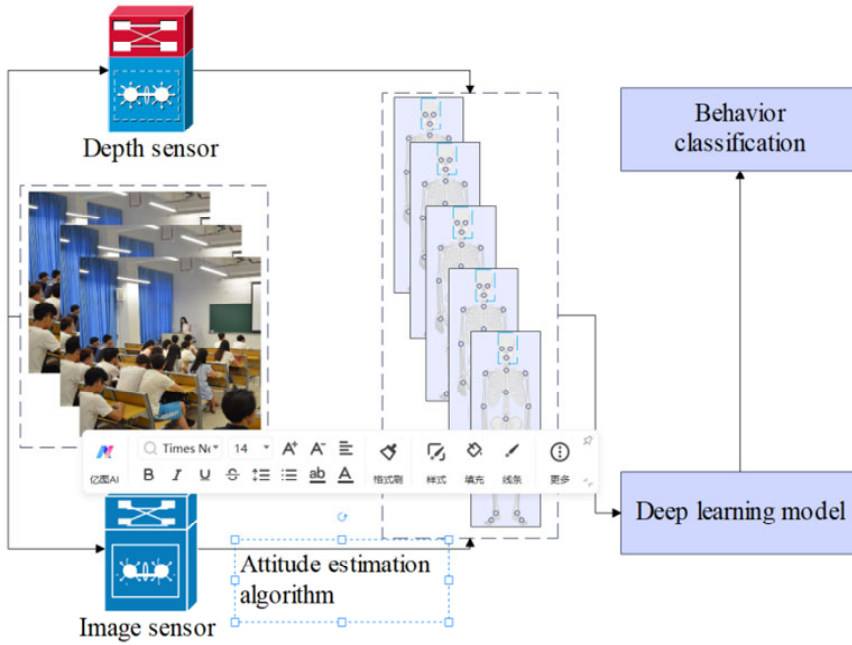 Depth sensor
Behavior
classification
亿图AI
Times Ne
14
A+
A-
B
I
U
S
ab
A
格式刷
样式
填充
线条
更多
Deep learning model
Attitude estimation
algorithm
Image sensor